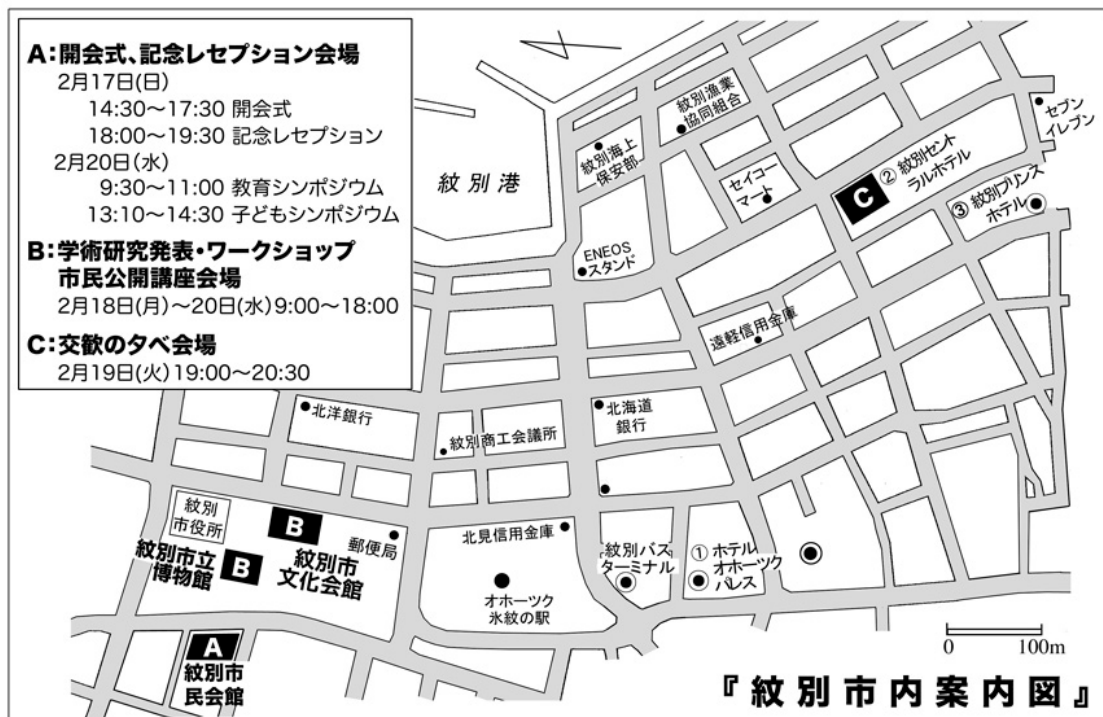 A:開会式、記念レセプション会場
2月17日(日)
14:30～17:30 開会式
18:00～19:30 記念レセプション
2月20日(水)
9:30～11:00 教育シンポジウム
13:10～14:30 子どもシンポジウム
B:学術研究発表・ワークショップ
市民公開講座会場
2月18日(月)～20日(水)9:00～18:00
C:交歓の夕べ会場
2月19日(火)19:00～20:30
紋別港
紋別漁業
協同組合
紋別海上
保安部
セイコー
マート
セブン
イレブン
C
②紋別セント
ラルホテル
③紋別プリンス
ホテル
ENEOS
スタンド
遠軽信用金庫
北洋銀行
紋別商工会議所
北海道
銀行
紋別
市役所
B
紋別市
文化会館
郵便局
紋別市立
博物館
B
北見信用金庫
オホーツク
氷紋の駅
紋別バス
ターミナル
①ホテル
オホーツク
パレス
A
紋別市
民会館
0 100m
『紋別市内案内図』